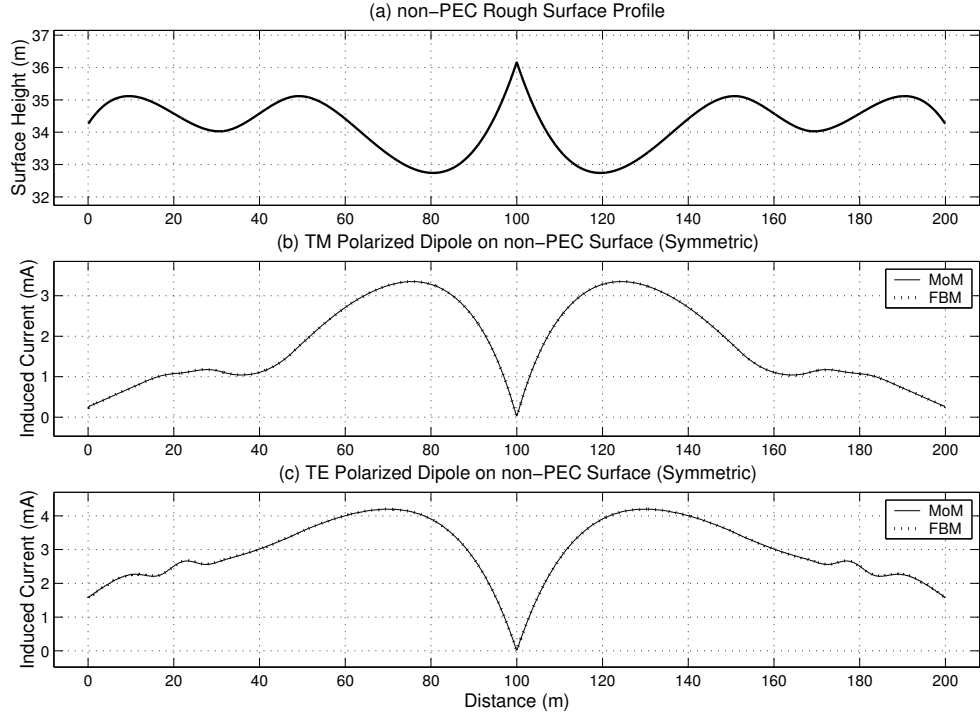 (a) non−PEC Rough Surface Profile
Surface Height (m)
37
36
35
34
33
32
0 20 40 60 80 100 120 140 160 180 200
(b) TM Polarized Dipole on non−PEC Surface (Symmetric)
Induced Current (mA)
3
2
1
0
MoM
FBM
0 20 40 60 80 100 120 140 160 180 200
(c) TE Polarized Dipole on non−PEC Surface (Symmetric)
Induced Current (mA)
4
3
2
1
0
MoM
FBM
0 20 40 60 80 100 120 140 160 180 200
Distance (m)